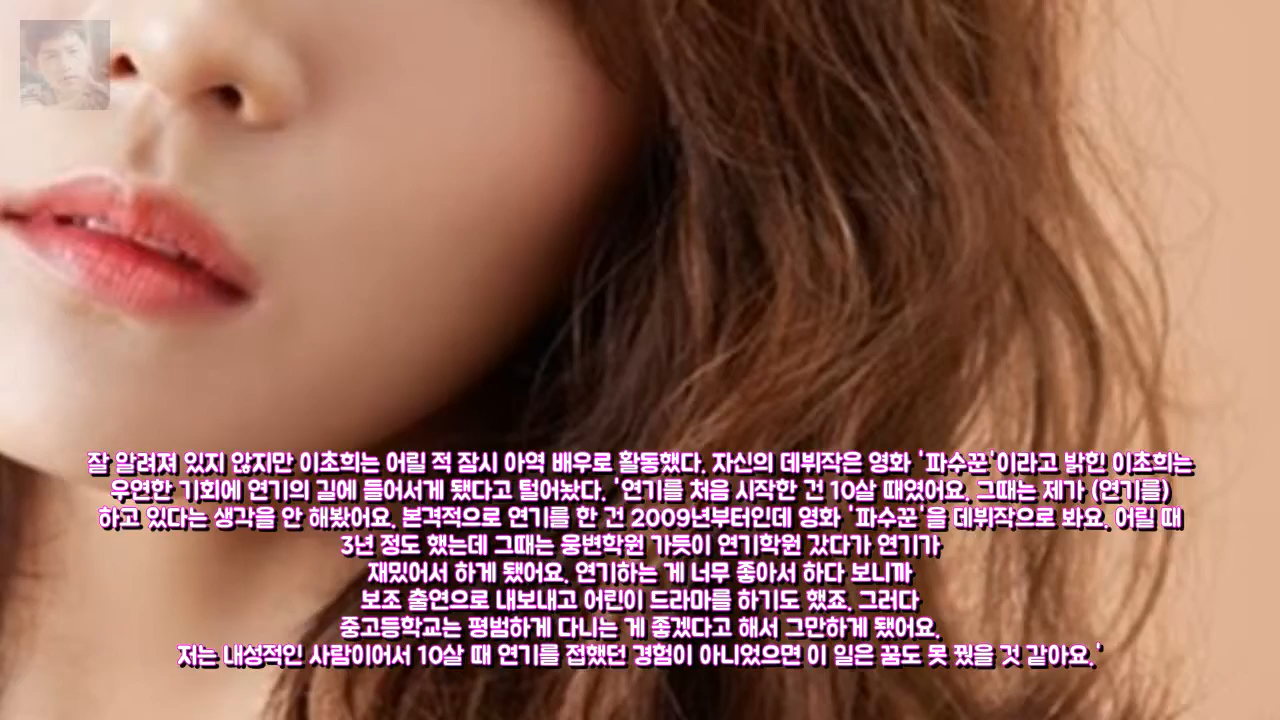 잘 알려져 있지 않지만 이초희는 어릴 적 잠시 아역 배우로 활동했다. 자신의 데뷔작은 영화 '파수꾼'이라고 밝힌 이초희는
우연한 기회에 연기의 길에 들어서게 됐다고 털어놨다. '연기를 처음 시작한 건 10살 때였어요. 그때는 제가 (연기를)
하고 있다는 생각을 안 해봤어요. 본격적으로 연기를 한 건 2009년부터인데 영화 '파수꾼'을 데뷔작으로 봐요. 어릴 때
3년 정도 했는데 그때는 웅변학원 가듯이 연기학원 갔다가 연기가
재밌어서 하게 됐어요. 연기하는 게 너무 좋아서 하다 보니까
보조 출연으로 내보내고 어린이 드라마를 하기도 했죠. 그러다
중고등학교는 평범하게 다니는 게 좋겠다고 해서 그만하게 됐어요.
저는 내성적인 사람이어서 10살 때 연기를 접했던 경험이 아니었으면 이 일은 꿈도 못 꿨을 것 같아요.'